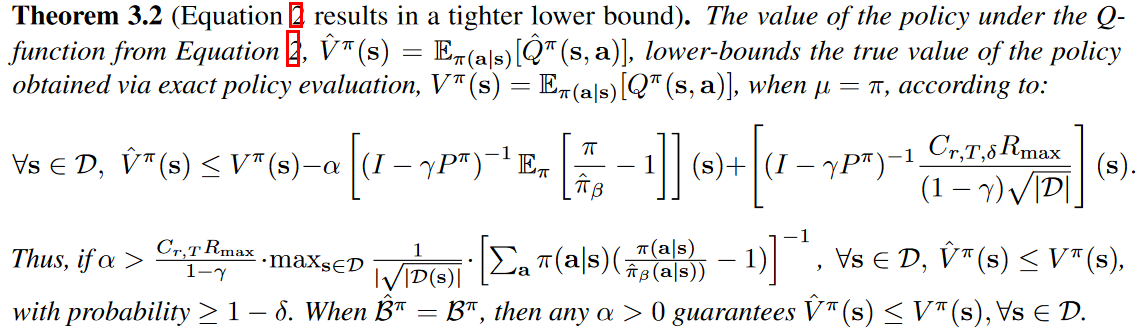 Theorem 3.2 (Equation 2 results in a tighter lower bound). The value of the policy under the Q-
function from Equation 2, V̂^π(s) = E_{π(a|s)}[Q̂^π(s, a)], lower-bounds the true value of the policy
obtained via exact policy evaluation, V^π(s) = E_{π(a|s)}[Q^π(s, a)], when μ = π, according to:
∀s ∈ D, V̂^π(s) ≤ V^π(s)−α [(I − γP^π)^{−1} E_π [π/π̂_β − 1]] (s)+[(I − γP^π)^{−1} C_{r,T,δ}R_max/((1 − γ)√|D|)] (s).
Thus, if α > C_{r,T}R_max/(1−γ) · max_{s∈D} 1/|√|D(s)| · [∑_a π(a|s)(π(a|s)/π̂_β(a|s)) − 1)]^{−1}, ∀s ∈ D, V̂^π(s) ≤ V^π(s),
with probability ≥ 1 − δ. When B̂^π = B^π, then any α > 0 guarantees V̂^π(s) ≤ V^π(s), ∀s ∈ D.